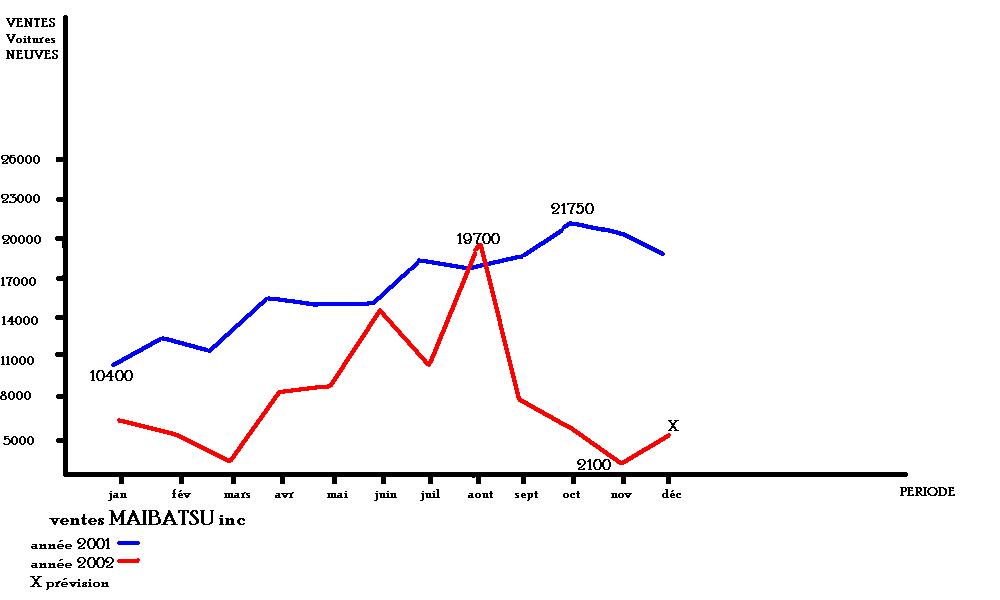 VENTES
Voitures
NEUVES
26000
23000
20000
17000
14000
11000
8000
5000
10400
19700
21750
2100
X
jan fév mars avr mai juin juil aout sept oct nov déc
PERIODE
ventes MAIBATSU inc
année 2001
année 2002
X prévision